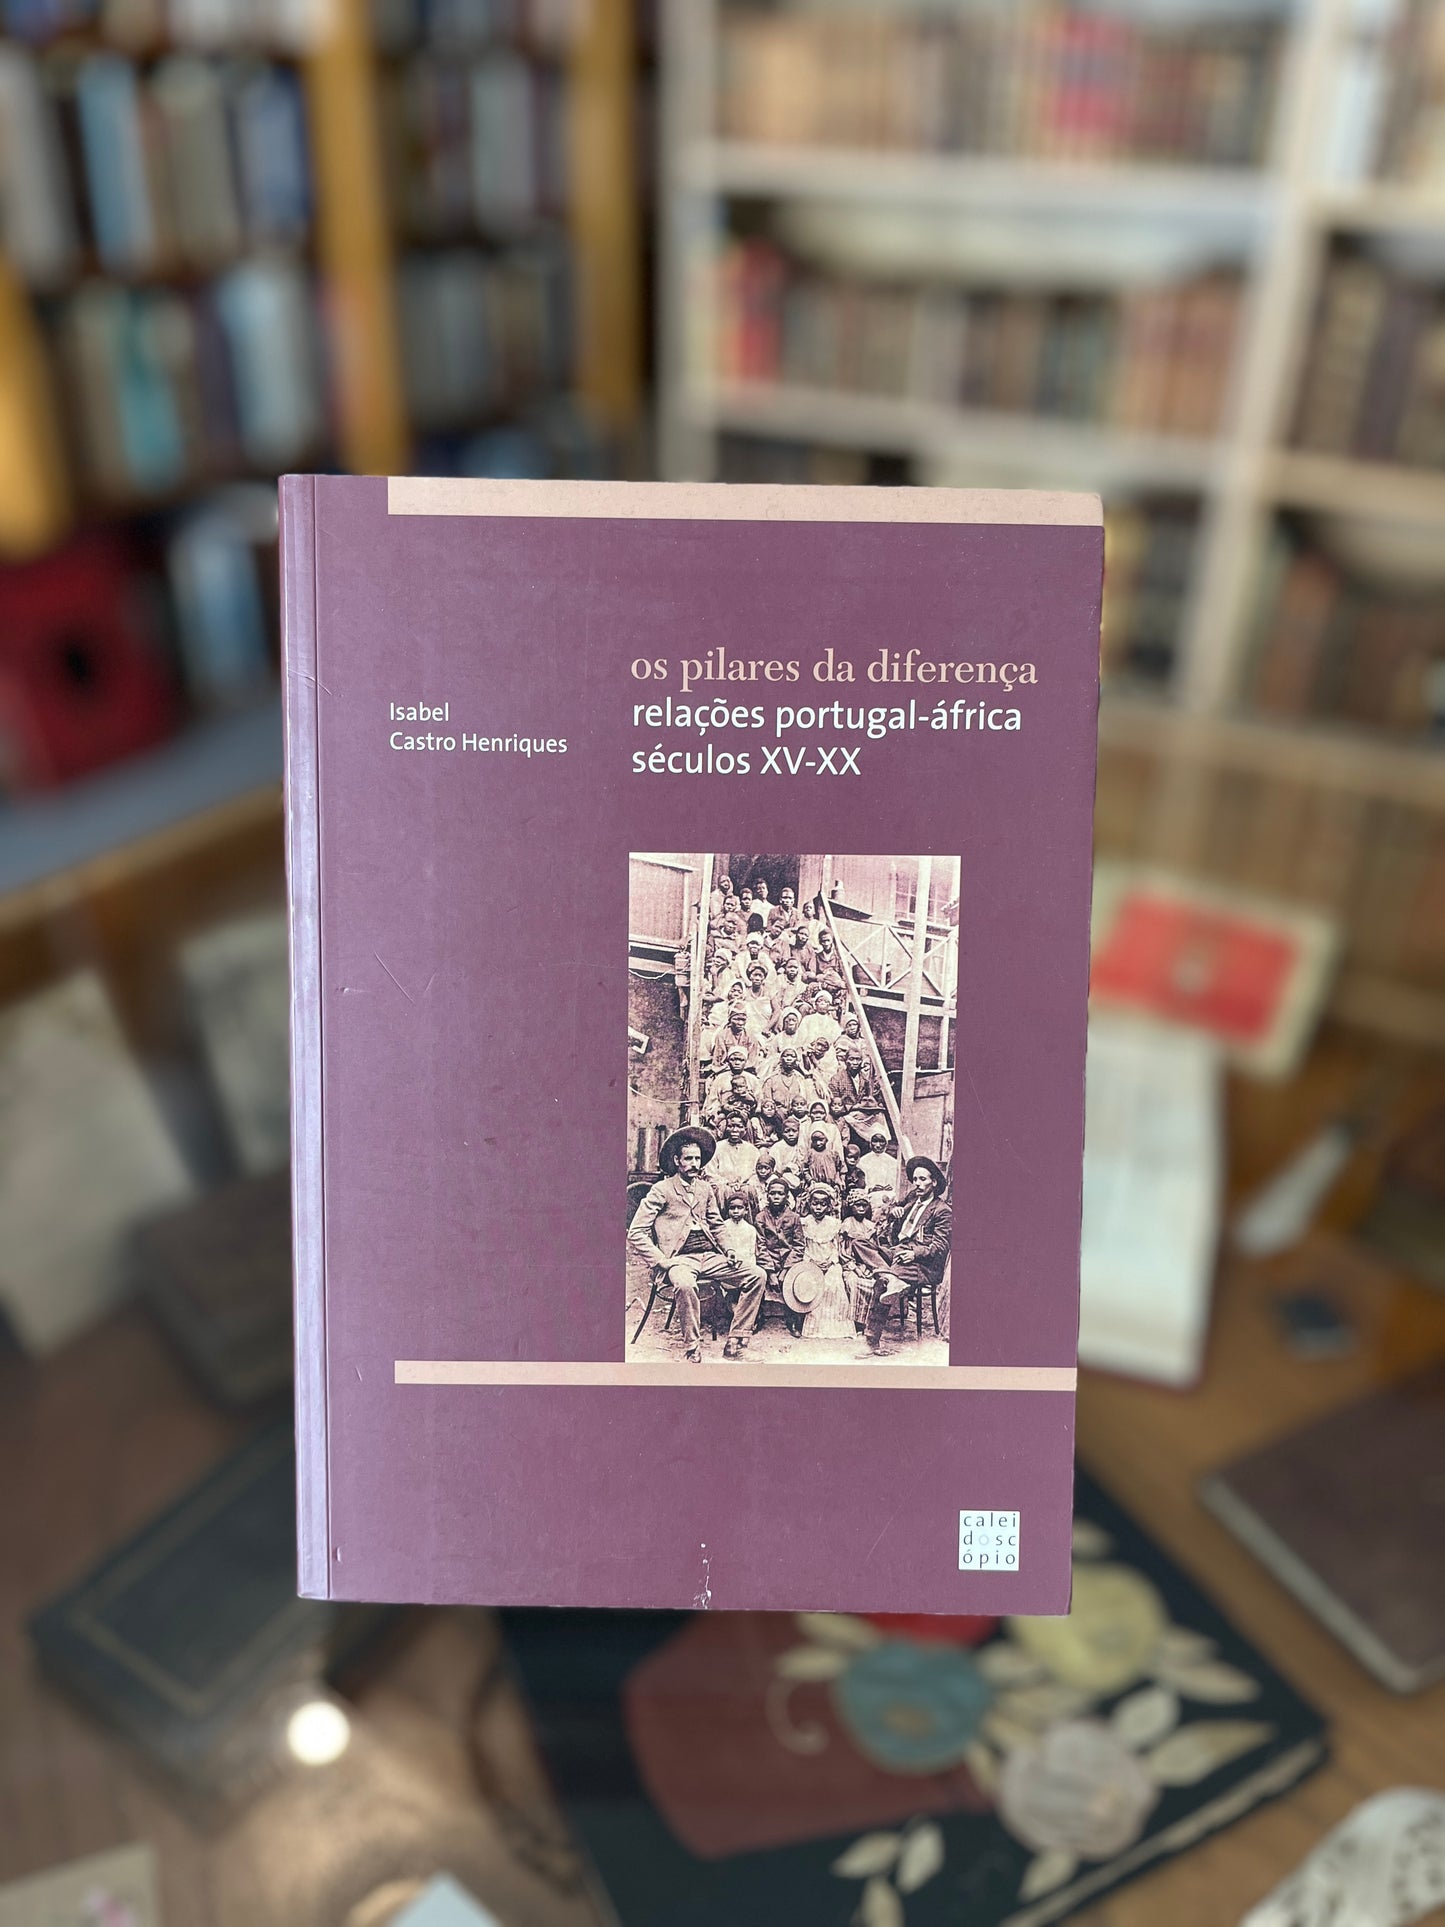 os pilares da diferença
relações portugal-áfrica
séculos XV-XX
Isabel
Castro Henriques
calei
dosc
ópio